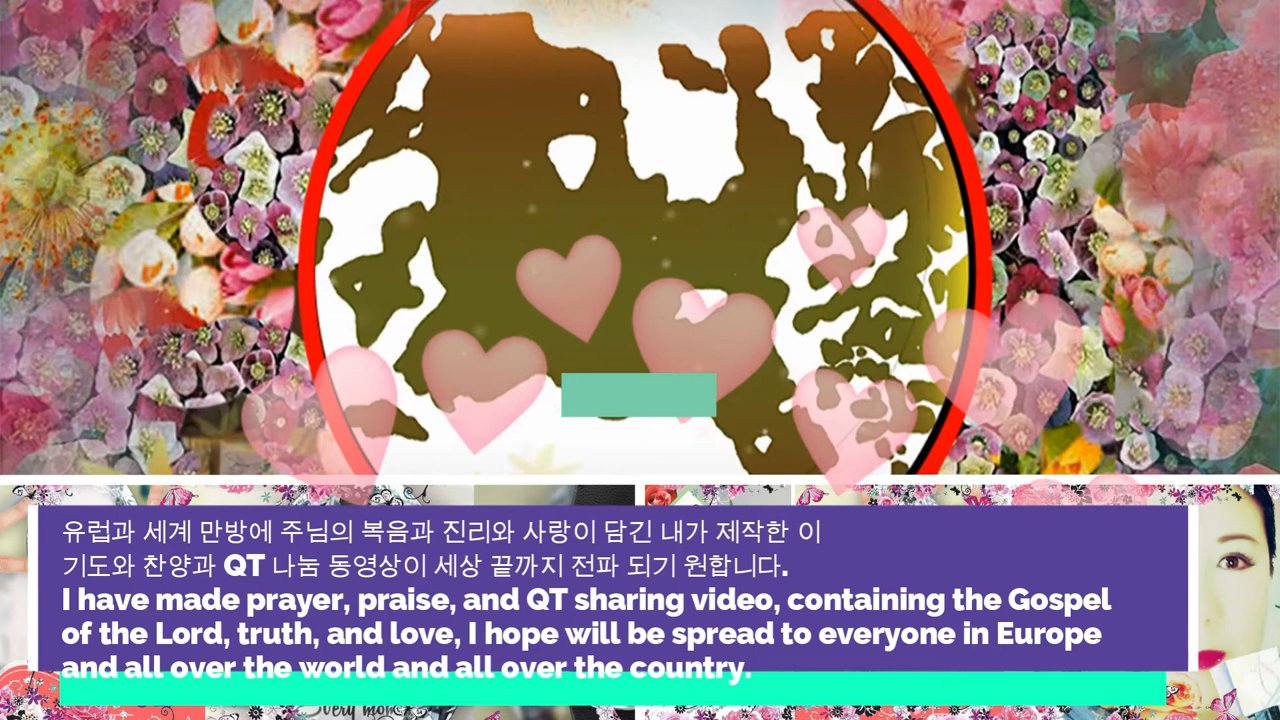 유럽과 세계 만방에 주님의 복음과 진리와 사랑이 담긴 내가 제작한 이
기도와 찬양과 QT 나눔 동영상이 세상 끝까지 전파 되기 원합니다.
I have made prayer, praise, and QT sharing video, containing the Gospel
of the Lord, truth, and love, I hope will be spread to everyone in Europe
and all over the world and all over the country.